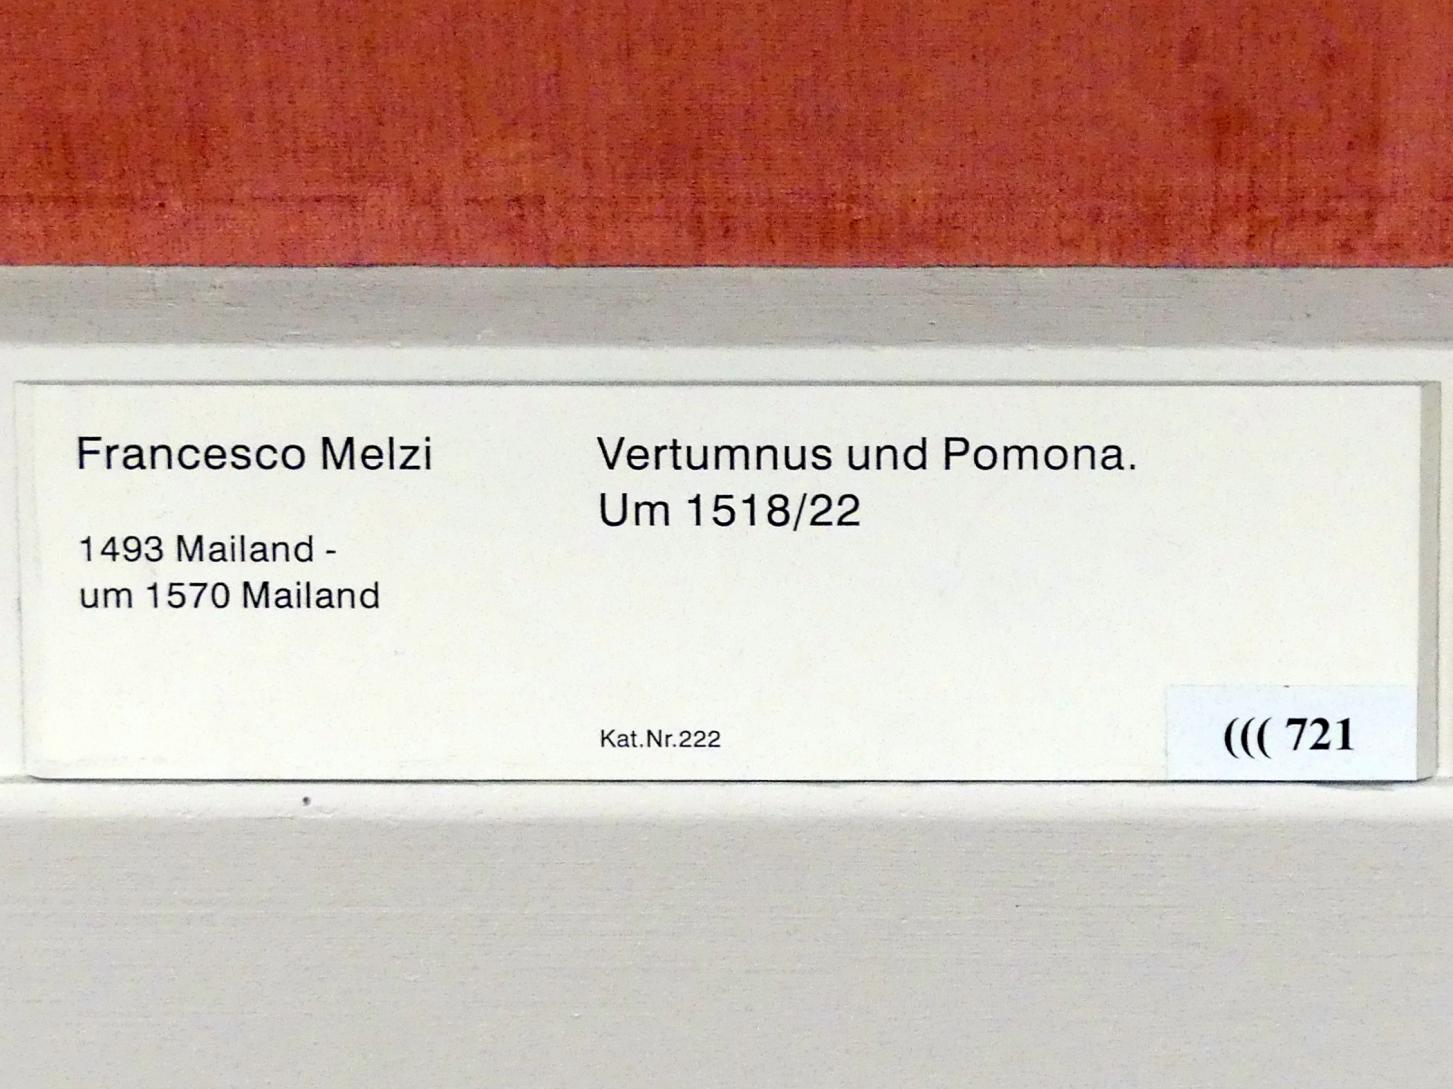 Francesco Melzi
1493 Mailand -
um 1570 Mailand
Vertumnus und Pomona.
Um 1518/22
Kat.Nr.222
((( 721